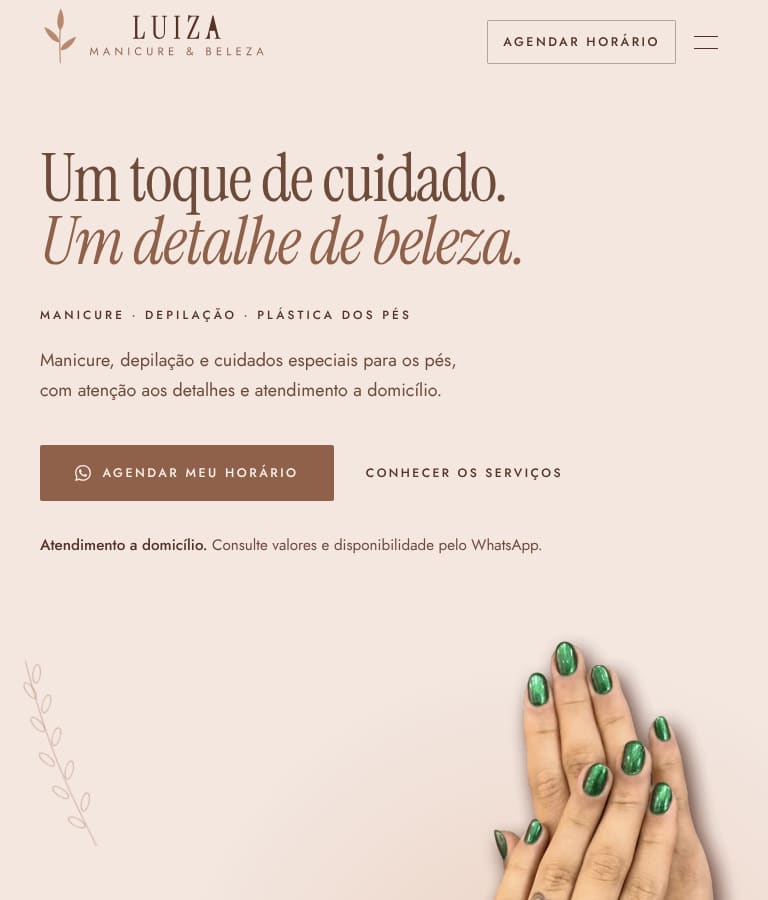 LUIZA
MANICURE & BELEZA
AGENDAR HORÁRIO
Um toque de cuidado.
Um detalhe de beleza.
MANICURE · DEPILAÇÃO · PLÁSTICA DOS PÉS
Manicure, depilação e cuidados especiais para os pés,
com atenção aos detalhes e atendimento a domicílio.
AGENDAR MEU HORÁRIO
CONHECER OS SERVIÇOS
Atendimento a domicílio. Consulte valores e disponibilidade pelo WhatsApp.